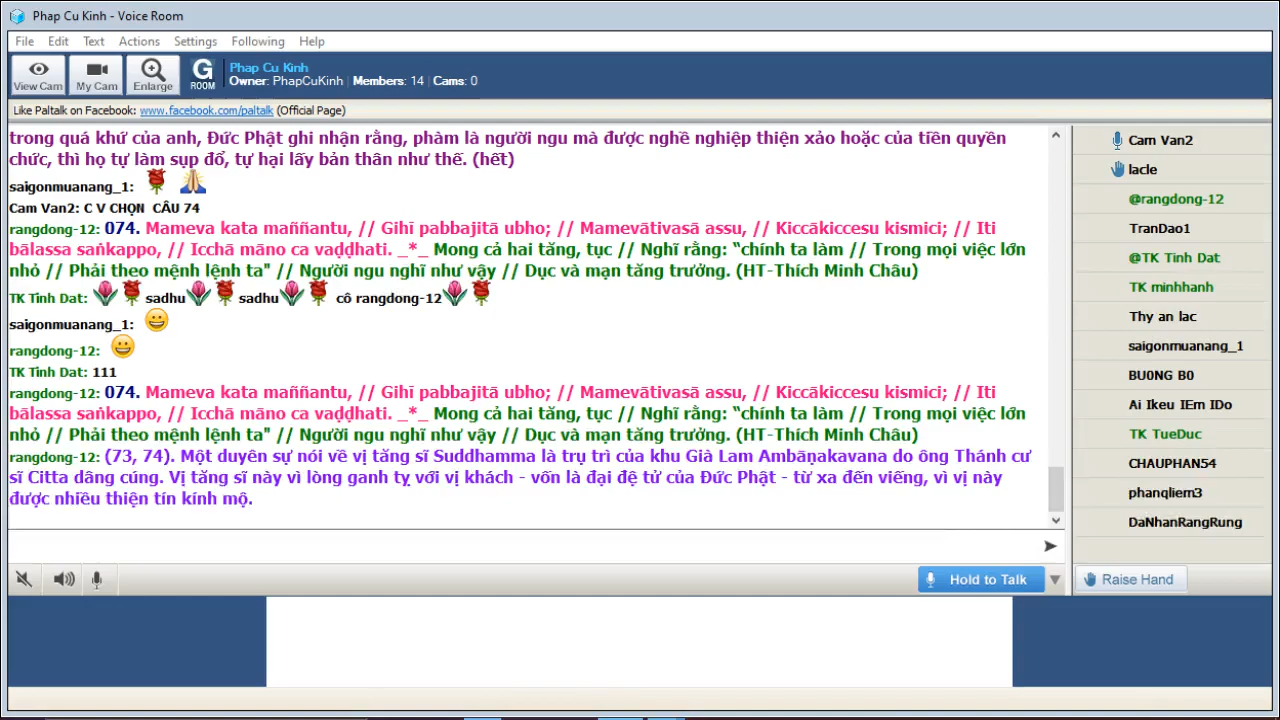 Phap Cu Kinh - Voice Room
File Edit Text Actions Settings Following Help
View Cam My Cam Enlarge G ROOM
Phap Cu Kinh
Owner: PhapCuKinh | Members: 14 | Cams: 0
Like Paltalk on Facebook: www.facebook.com/paltalk (Official Page)
trong quá khứ của anh, Đức Phật ghi nhận rằng, phàm là người ngu mà được nghề nghiệp thiện xảo hoặc của tiền quyền
chức, thì họ tự làm sụp đổ, tự hại lấy bản thân như thế. (hết)
saigonmuanang_1:
Cam Van2: C V CHỌN CÂU 74
rangdong-12: 074. Mameva kata maññantu, // Gihī pabbajitā ubho; // Mamevātivasā assu, // Kiccākiccesu kismici; // Iti
bālassa saṅkappo, // Icchā māno ca vaḍḍhati. _*_ Mong cả hai tăng, tục // Nghĩ rằng: “chính ta làm // Trong mọi việc lớn
nhỏ // Phải theo mệnh lệnh ta" // Người ngu nghĩ như vậy // Dục và mạn tăng trưởng. (HT-Thích Minh Châu)
TK Tinh Dat: sadhu sadhu cô rangdong-12
saigonmuanang_1:
rangdong-12:
TK Tinh Dat: 111
rangdong-12: 074. Mameva kata maññantu, // Gihī pabbajitā ubho; // Mamevātivasā assu, // Kiccākiccesu kismici; // Iti
bālassa saṅkappo, // Icchā māno ca vaḍḍhati. _*_ Mong cả hai tăng, tục // Nghĩ rằng: “chính ta làm // Trong mọi việc lớn
nhỏ // Phải theo mệnh lệnh ta" // Người ngu nghĩ như vậy // Dục và mạn tăng trưởng. (HT-Thích Minh Châu)
rangdong-12: (73, 74). Một duyên sự nói về vị tăng sĩ Suddhamma là trụ trì của khu Già Lam Ambāṇakavana do ông Thánh cư
sĩ Citta dâng cúng. Vị tăng sĩ này vì lòng ganh tỵ với vị khách - vốn là đại đệ tử của Đức Phật - từ xa đến viếng, vì vị này
được nhiều thiện tín kính mộ.
Hold to Talk
Cam Van2
lacle
@rangdong-12
TranDao1
@TK Tinh Dat
TK minhhanh
Thy an lac
saigonmuanang_1
BU0NG B0
Ai Ikeu IEm IDo
TK TueDuc
CHAUPHAN54
phanqliem3
DaNhanRangRung
Raise Hand